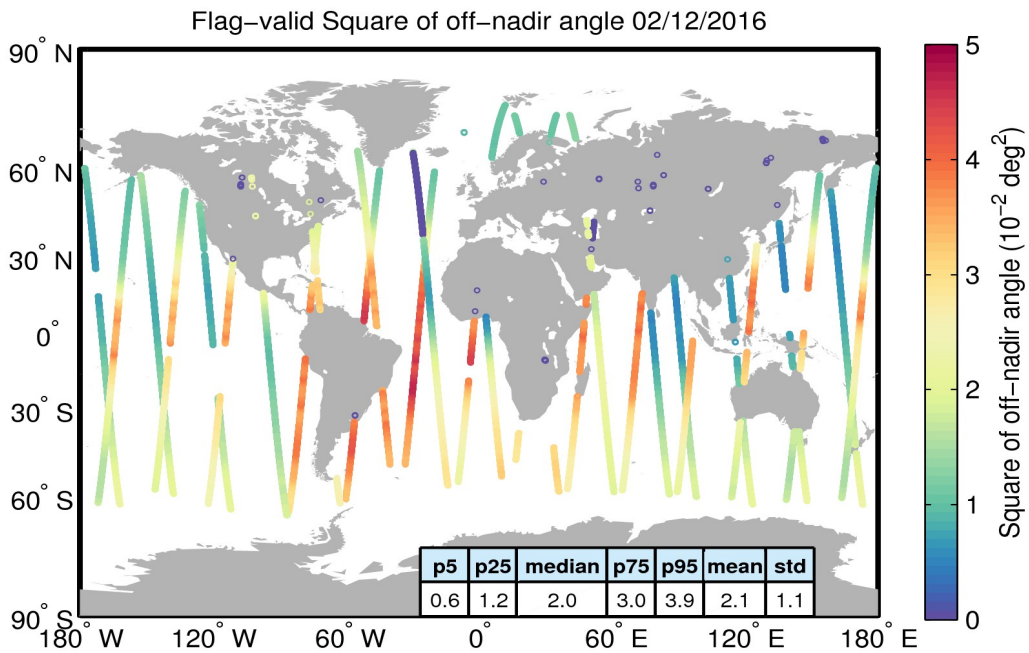 Flag-valid Square of off-nadir angle 02/12/2016
90° N
60° N
30° N
0°
30° S
60° S
90° S
180° W
120° W
60° W
0°
60° E
120° E
180° E
p5 p25 median p75 p95 mean std
0.6 1.2 2.0 3.0 3.9 2.1 1.1
5
4
3
2
1
0
Square of off-nadir angle (10⁻² deg²)